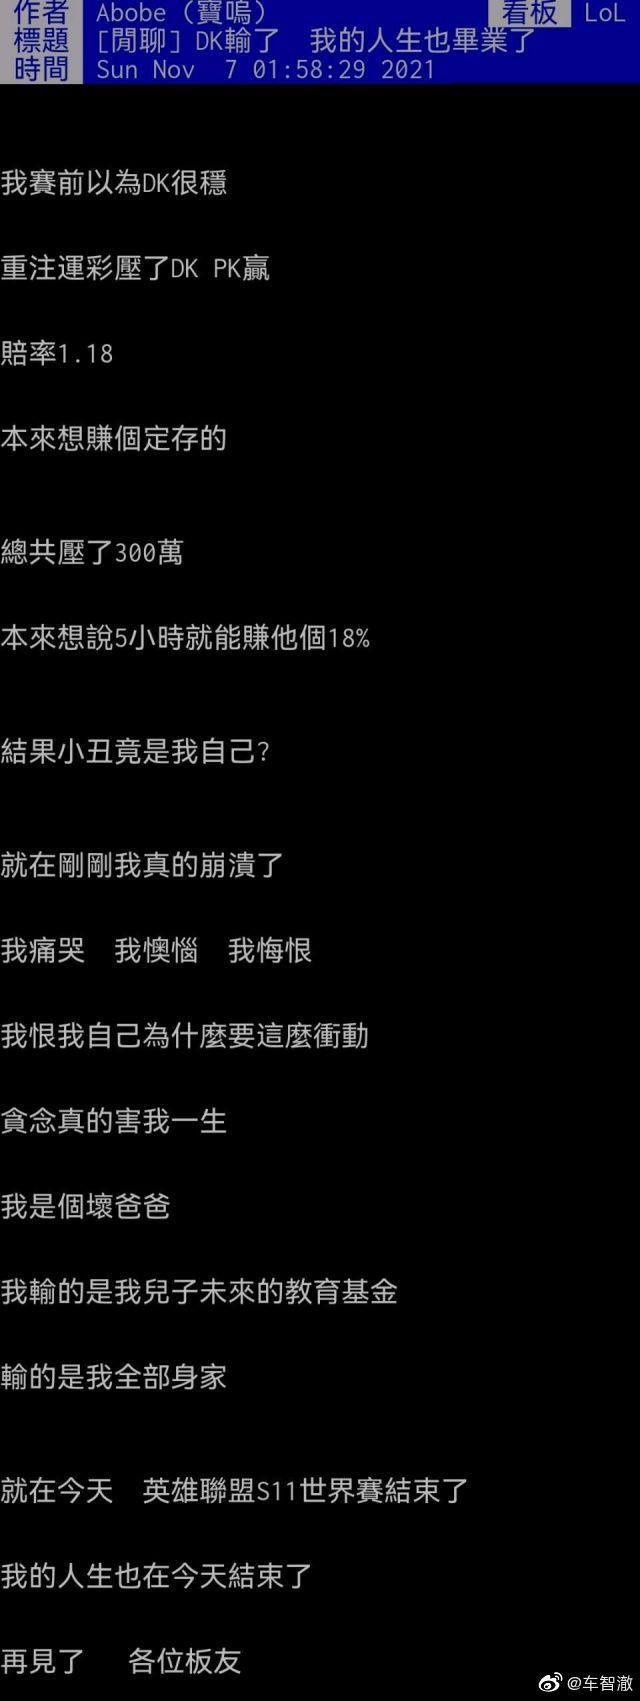 作者 Abobe (寶嗚) 看板 LoL
標題 [閒聊] DK輸了 我的人生也畢業了
時間 Sun Nov 7 01:58:29 2021
我賽前以為DK很穩
重注運彩壓了DK PK贏
賠率1.18
本來想賺個定存的
總共壓了300萬
本來想說5小時就能賺他個18%
結果小丑竟是我自己?
就在剛剛我真的崩潰了
我痛哭 我懊惱 我悔恨
我恨我自己為什麼要這麼衝動
貪念真的害我一生
我是個壞爸爸
我輸的是我兒子未來的教育基金
輸的是我全部身家
就在今天 英雄聯盟S11世界賽結束了
我的人生也在今天結束了
再見了 各位板友
@车智澈